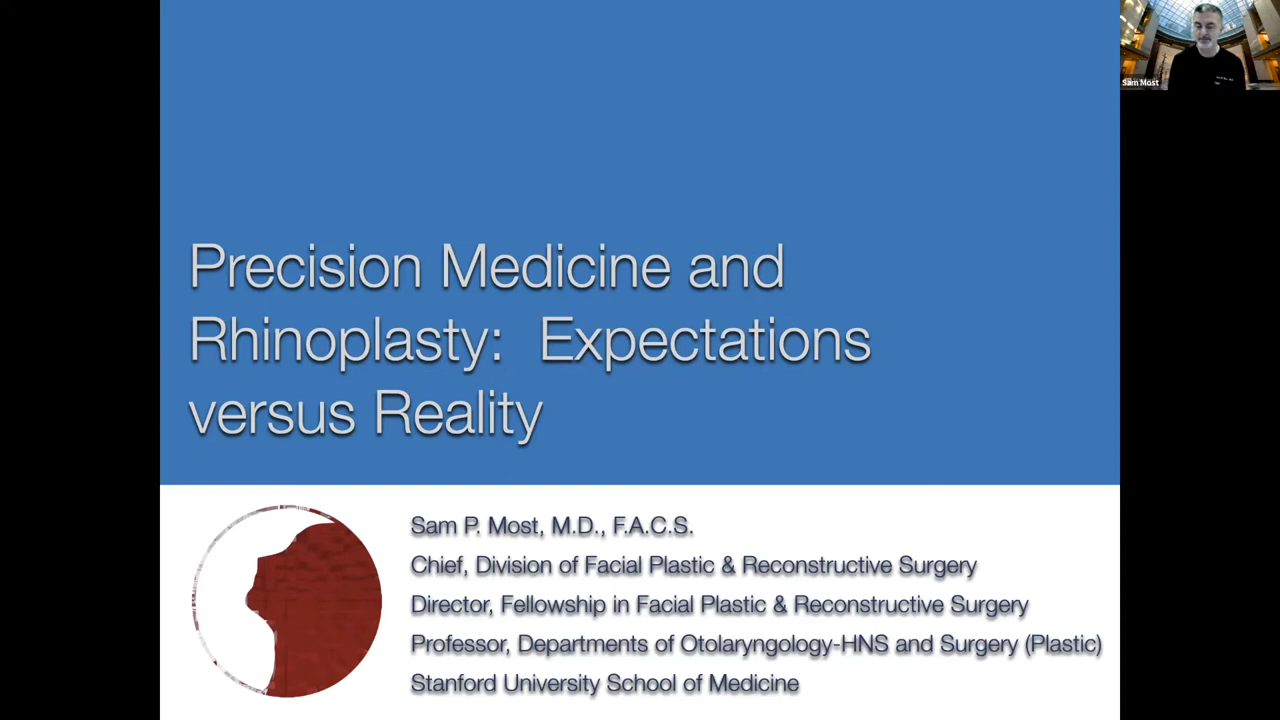 Sam Most
Precision Medicine and
Rhinoplasty: Expectations
versus Reality
Sam P. Most, M.D., F.A.C.S.
Chief, Division of Facial Plastic & Reconstructive Surgery
Director, Fellowship in Facial Plastic & Reconstructive Surgery
Professor, Departments of Otolaryngology-HNS and Surgery (Plastic)
Stanford University School of Medicine